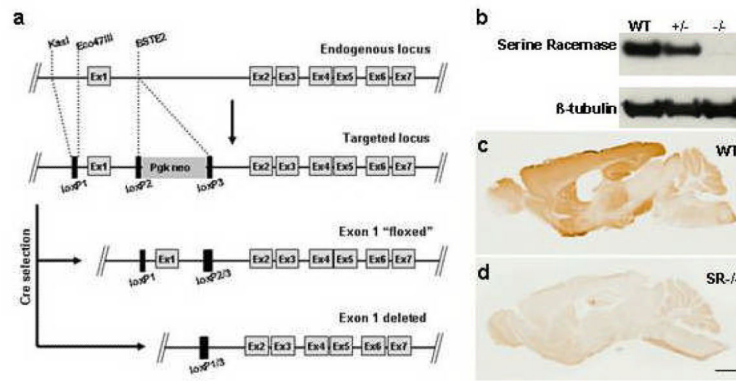 a
KasI Eco47III BSTE2
Endogenous locus
Ex1 Ex2 Ex3 Ex4 Ex5 Ex6 Ex7
Targeted locus
Ex1 Pgk neo Ex2 Ex3 Ex4 Ex5 Ex6 Ex7
loxP1 loxP2 loxP3
Cre selection
Exon 1 "floxed"
Ex1 Ex2 Ex3 Ex4 Ex5 Ex6 Ex7
loxP1 loxP2/3
Exon 1 deleted
Ex2 Ex3 Ex4 Ex5 Ex6 Ex7
loxP1/3
b
WT +/- -/-
Serine Racemase
ß-tubulin
c
WT
d
SR-/-